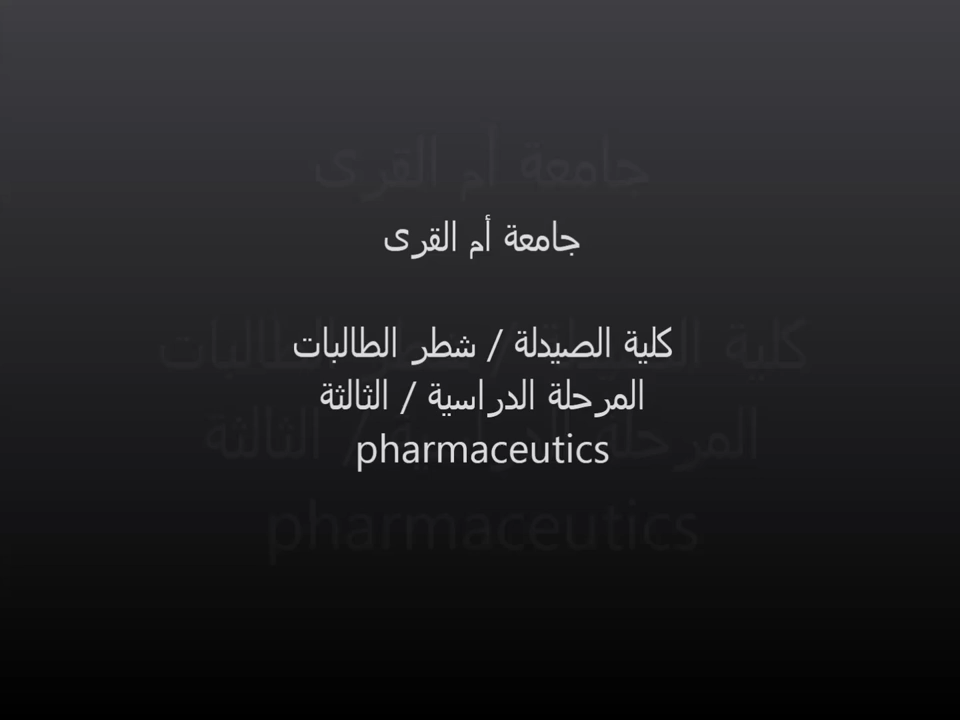 جامعة أم القرى
كلية الصيدلة / شطر الطالبات
المرحلة الدراسية / الثالثة
pharmaceutics